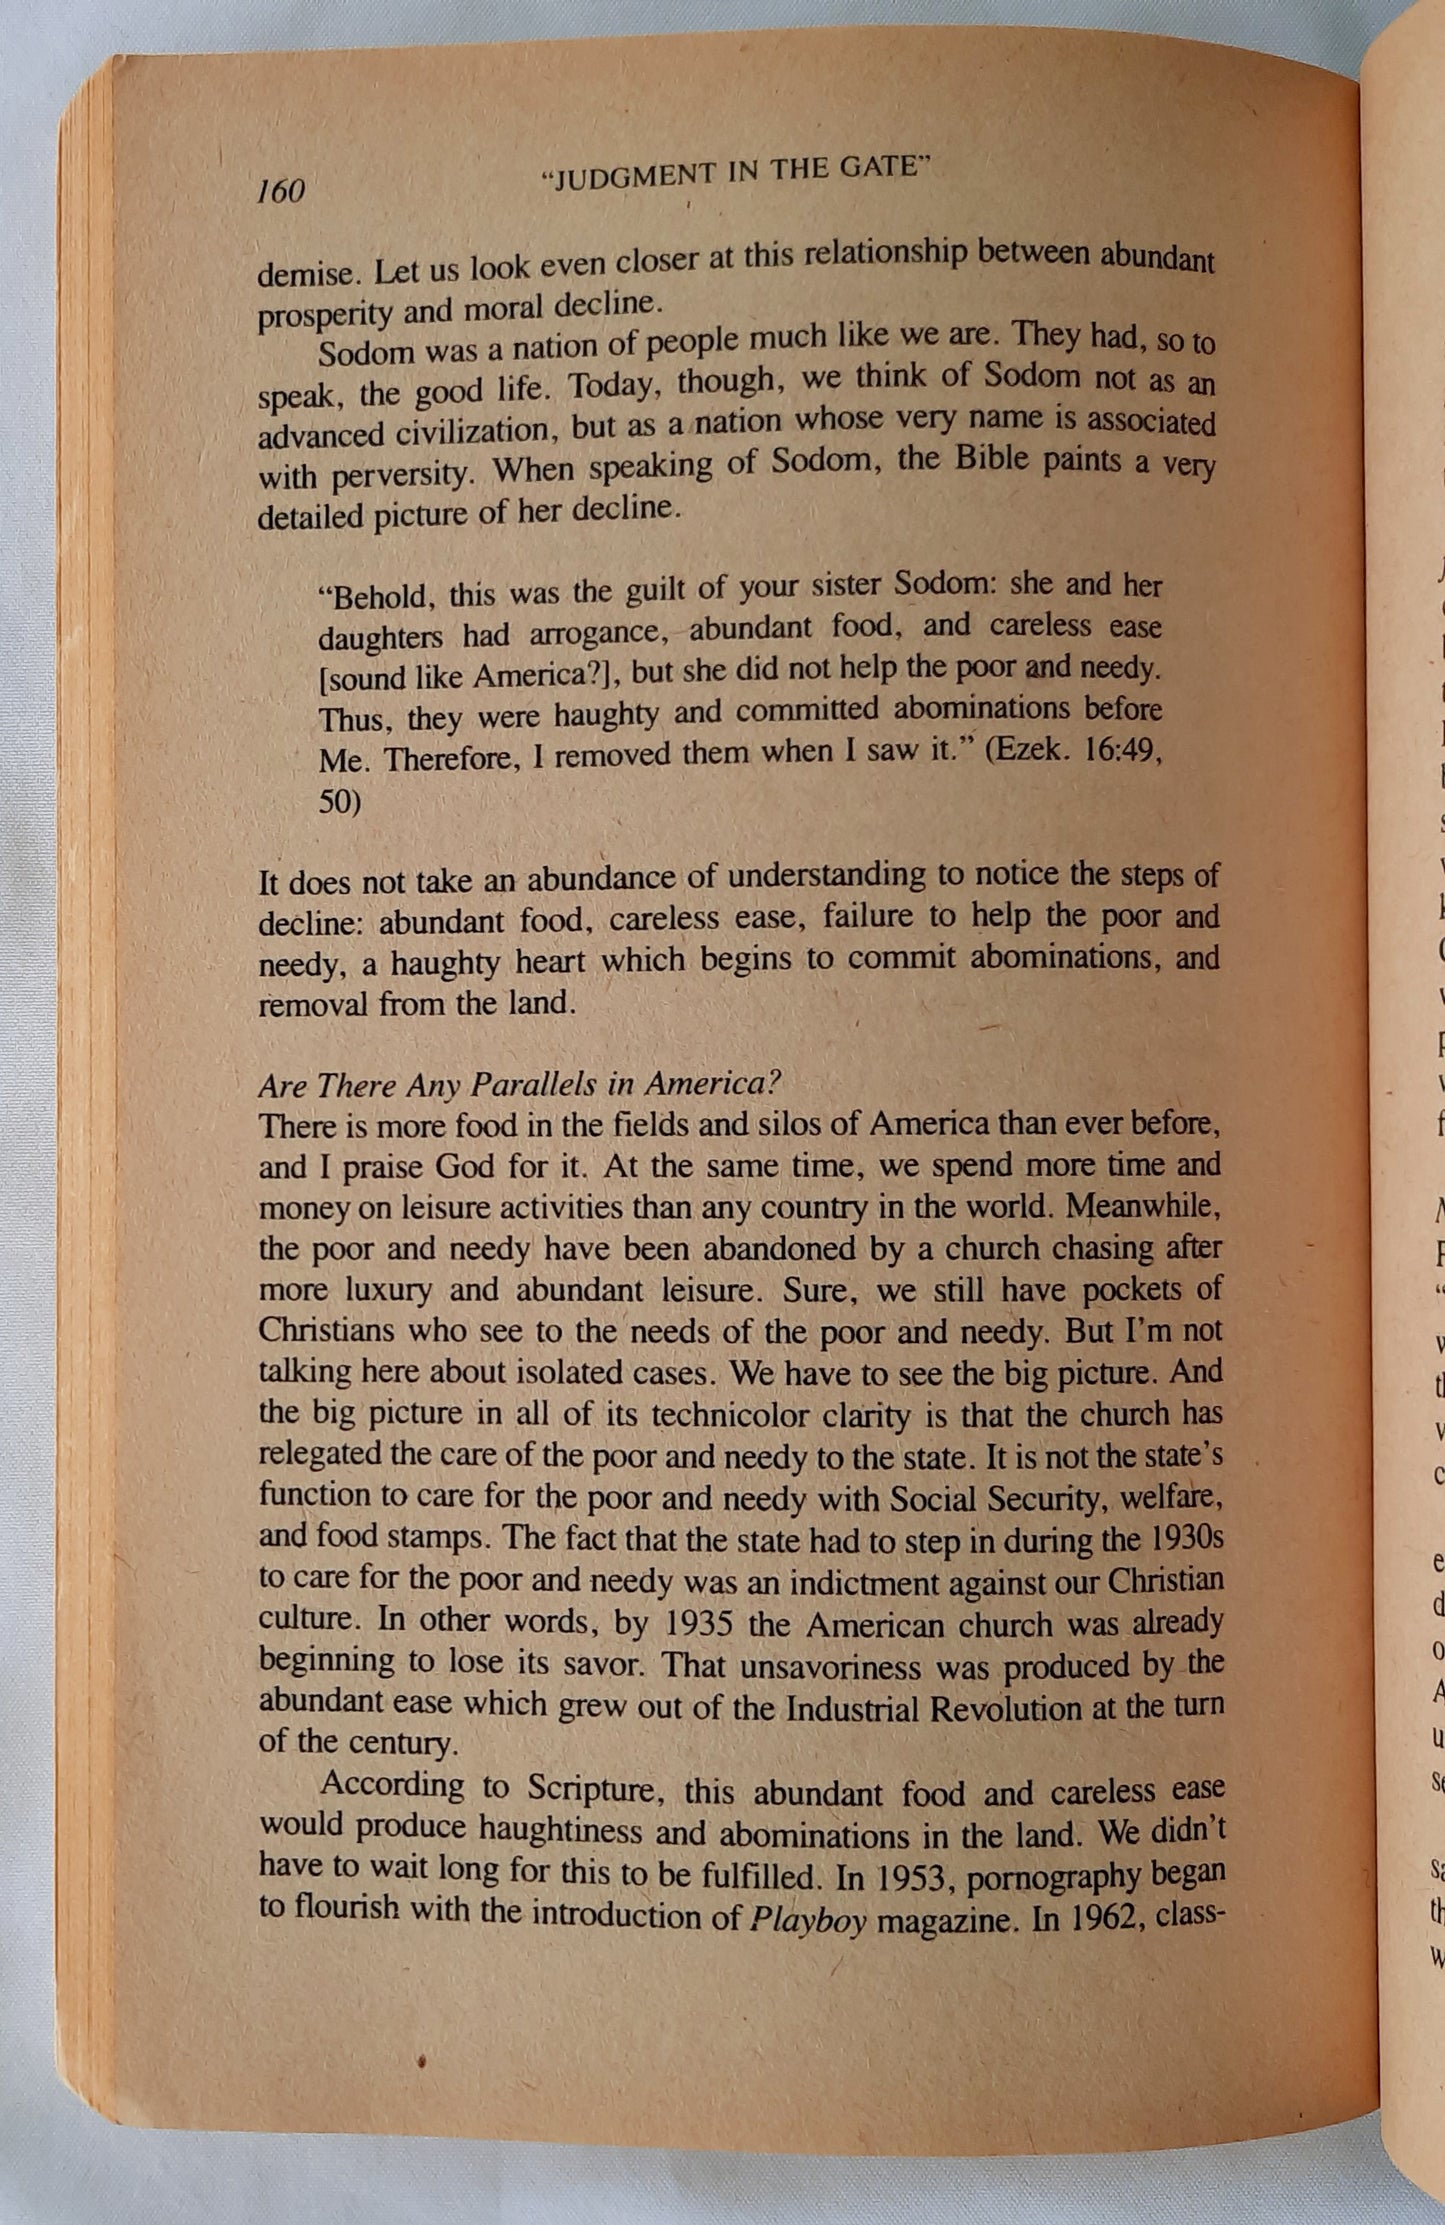 160
“JUDGMENT IN THE GATE”
demise. Let us look even closer at this relationship between abundant
prosperity and moral decline.
Sodom was a nation of people much like we are. They had, so to
speak, the good life. Today, though, we think of Sodom not as an
advanced civilization, but as a nation whose very name is associated
with perversity. When speaking of Sodom, the Bible paints a very
detailed picture of her decline.
“Behold, this was the guilt of your sister Sodom: she and her
daughters had arrogance, abundant food, and careless ease
[sound like America?], but she did not help the poor and needy.
Thus, they were haughty and committed abominations before
Me. Therefore, I removed them when I saw it.” (Ezek. 16:49,
50)
It does not take an abundance of understanding to notice the steps of
decline: abundant food, careless ease, failure to help the poor and
needy, a haughty heart which begins to commit abominations, and
removal from the land.
Are There Any Parallels in America?
There is more food in the fields and silos of America than ever before,
and I praise God for it. At the same time, we spend more time and
money on leisure activities than any country in the world. Meanwhile,
the poor and needy have been abandoned by a church chasing after
more luxury and abundant leisure. Sure, we still have pockets of
Christians who see to the needs of the poor and needy. But I’m not
talking here about isolated cases. We have to see the big picture. And
the big picture in all of its technicolor clarity is that the church has
relegated the care of the poor and needy to the state. It is not the state’s
function to care for the poor and needy with Social Security, welfare,
and food stamps. The fact that the state had to step in during the 1930s
to care for the poor and needy was an indictment against our Christian
culture. In other words, by 1935 the American church was already
beginning to lose its savor. That unsavoriness was produced by the
abundant ease which grew out of the Industrial Revolution at the turn
of the century.
According to Scripture, this abundant food and careless ease
would produce haughtiness and abominations in the land. We didn’t
have to wait long for this to be fulfilled. In 1953, pornography began
to flourish with the introduction of Playboy magazine. In 1962, class-